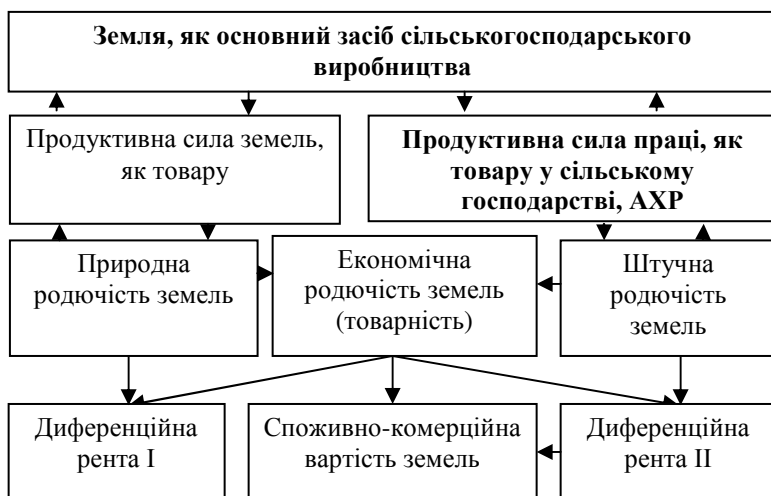 Земля, як основний засіб сільськогосподарського
виробництва
Продуктивна сила земель,
як товару
Продуктивна сила праці, як
товару у сільському
господарстві, АХР
Природна
родючість земель
Економічна
родючість земель
(товарність)
Штучна
родючість
земель
Диференційна
рента І
Споживно-комерційна
вартість земель
Диференційна
рента ІІ